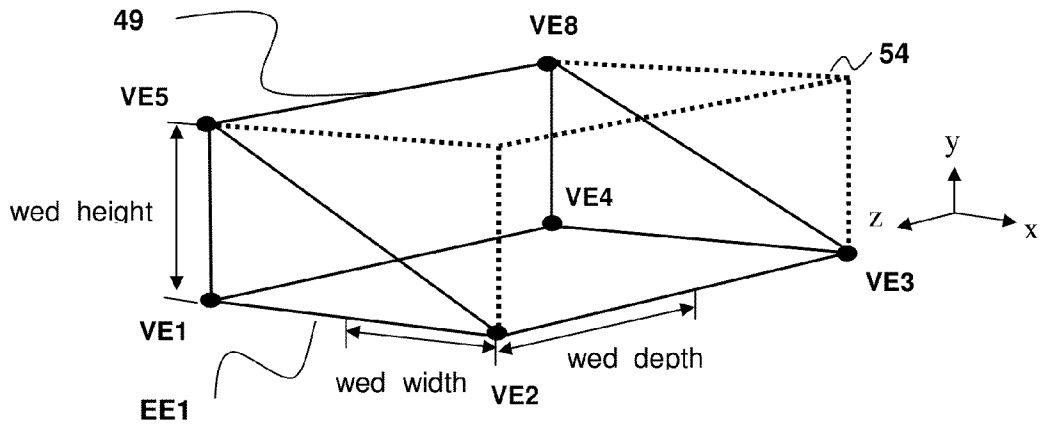 49
VE8
54
VE5
y
wed height
VE4
z
x
VE3
VE1
wed depth
wed width
VE2
EE1